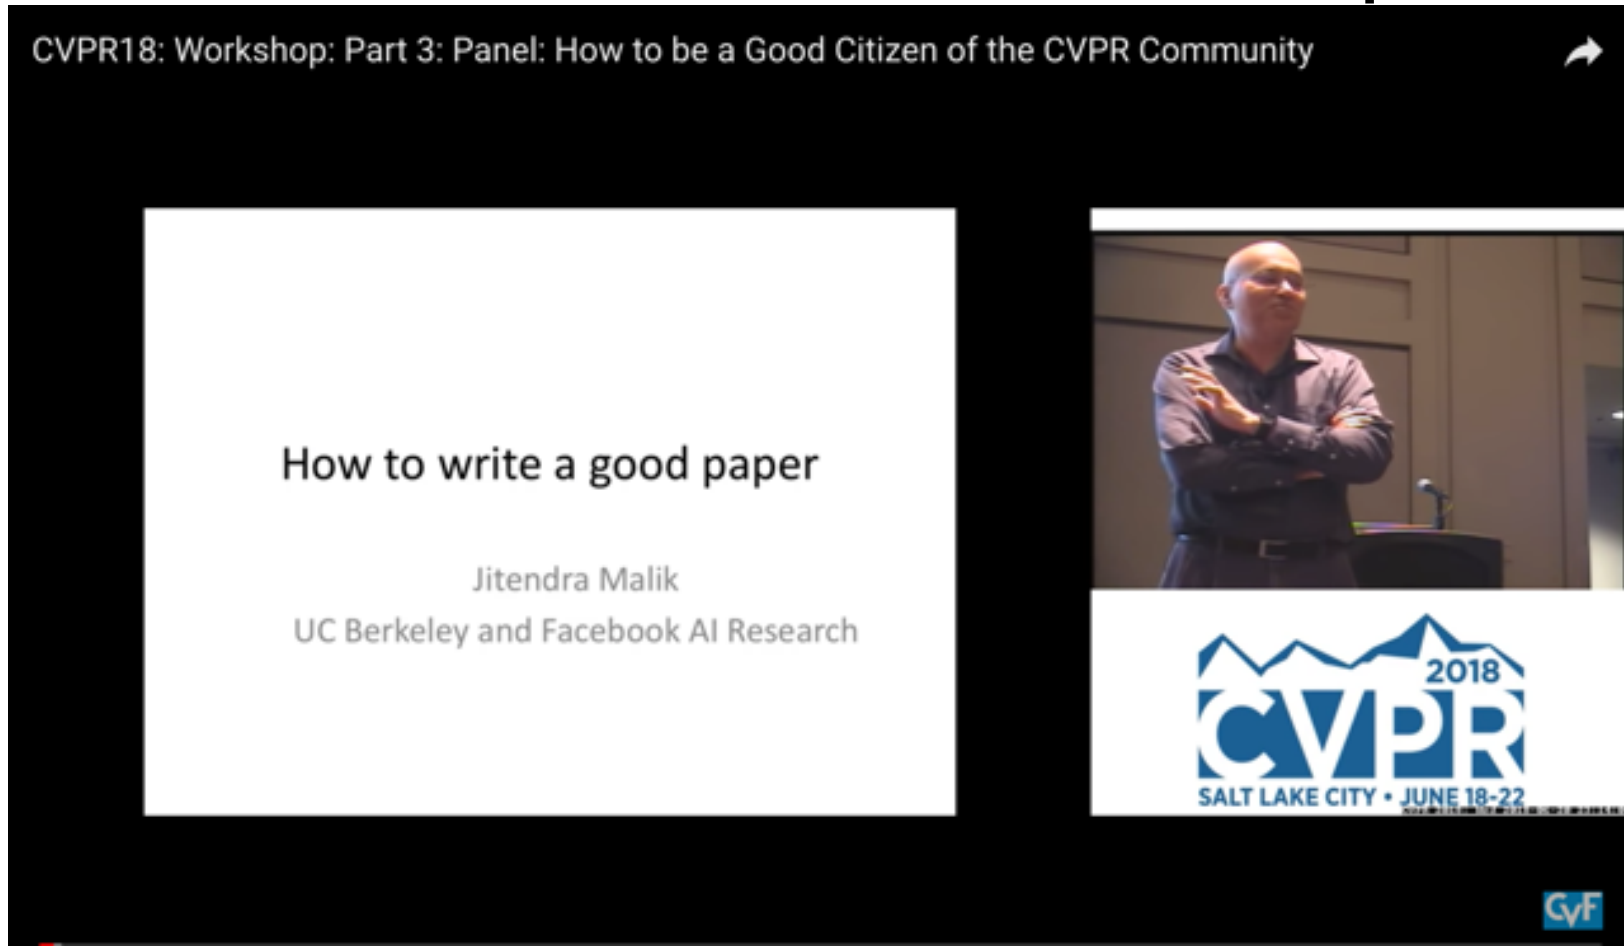 CVPR18: Workshop: Part 3: Panel: How to be a Good Citizen of the CVPR Community
How to write a good paper
Jitendra Malik
UC Berkeley and Facebook AI Research
2018
CVPR
SALT LAKE CITY • JUNE 18-22
CVF